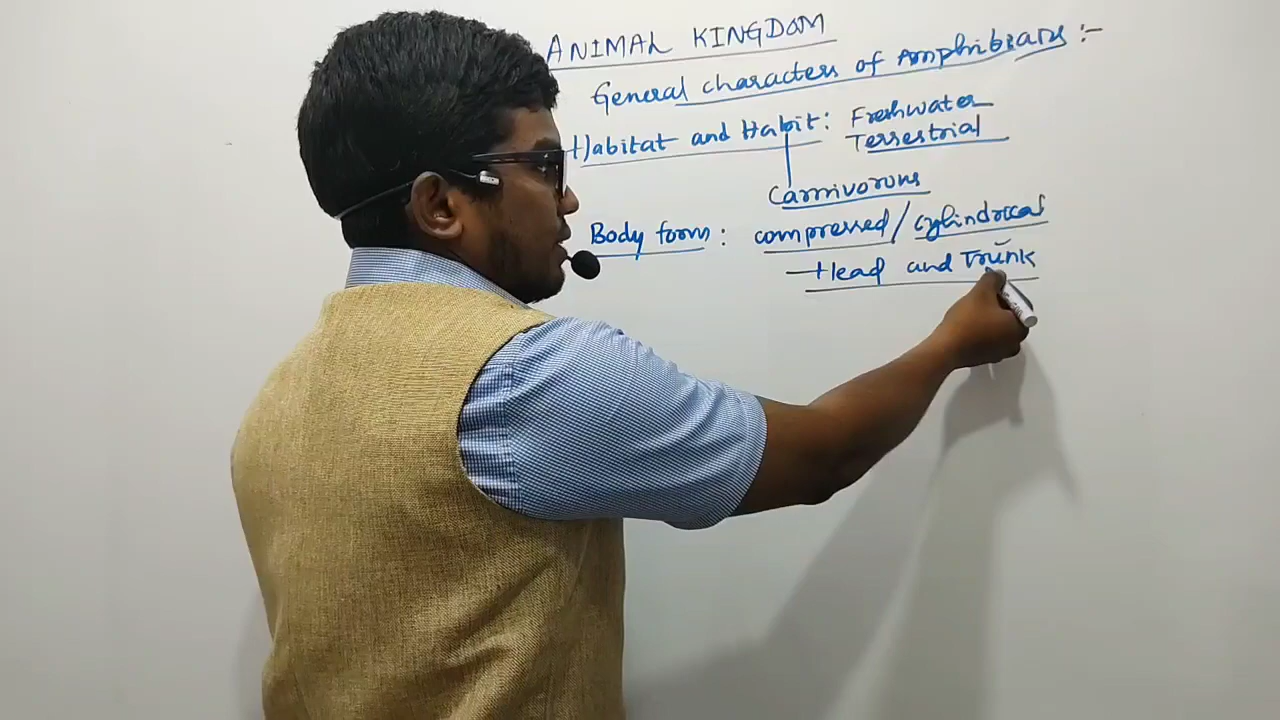 ANIMAL KINGDOM
General characters of Amphibians :-
Habitat and Habit : Freshwater
Terrestrial
Carnivorous
Body form : compressed / cylindrical
Head and Trunk